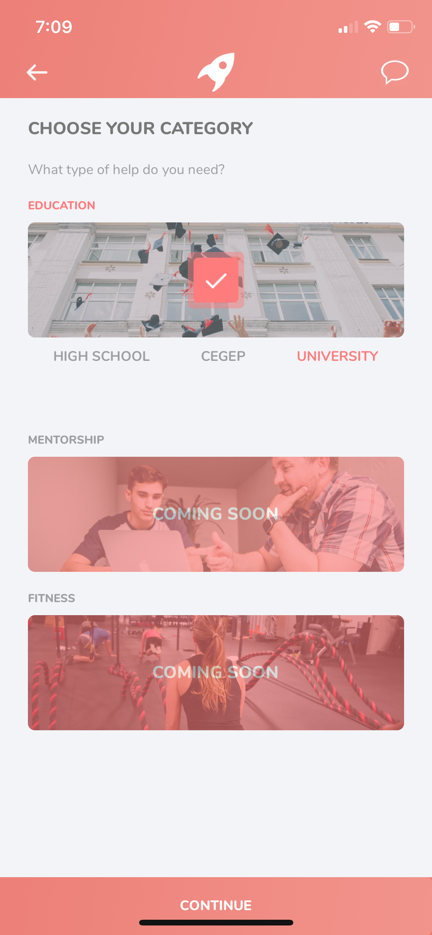 7:09
CHOOSE YOUR CATEGORY
What type of help do you need?
EDUCATION
HIGH SCHOOL CEGEP UNIVERSITY
MENTORSHIP
COMING SOON
FITNESS
COMING SOON
CONTINUE